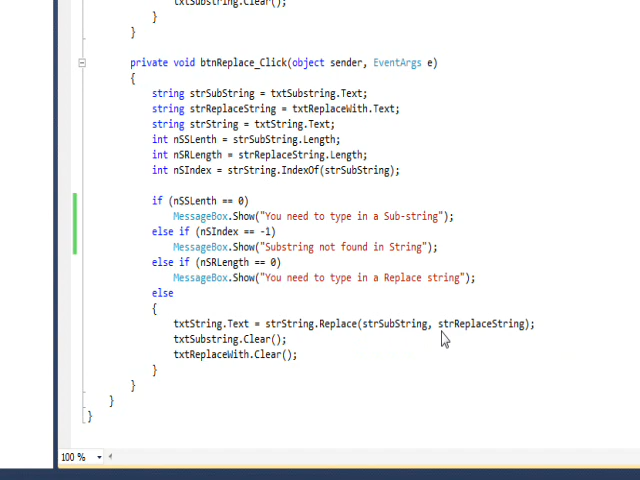 txtSubstring.Clear();
}
}
private void btnReplace_Click(object sender, EventArgs e)
{
string strSubString = txtSubstring.Text;
string strReplaceString = txtReplaceWith.Text;
string strString = txtString.Text;
int nSSLenth = strSubString.Length;
int nSRLength = strReplaceString.Length;
int nSIndex = strString.IndexOf(strSubString);
if (nSSLenth == 0)
MessageBox.Show("You need to type in a Sub-string");
else if (nSIndex == -1)
MessageBox.Show("Substring not found in String");
else if (nSRLength == 0)
MessageBox.Show("You need to type in a Replace string");
else
{
txtString.Text = strString.Replace(strSubString, strReplaceString);
txtSubstring.Clear();
txtReplaceWith.Clear();
}
}
}
}
100 %